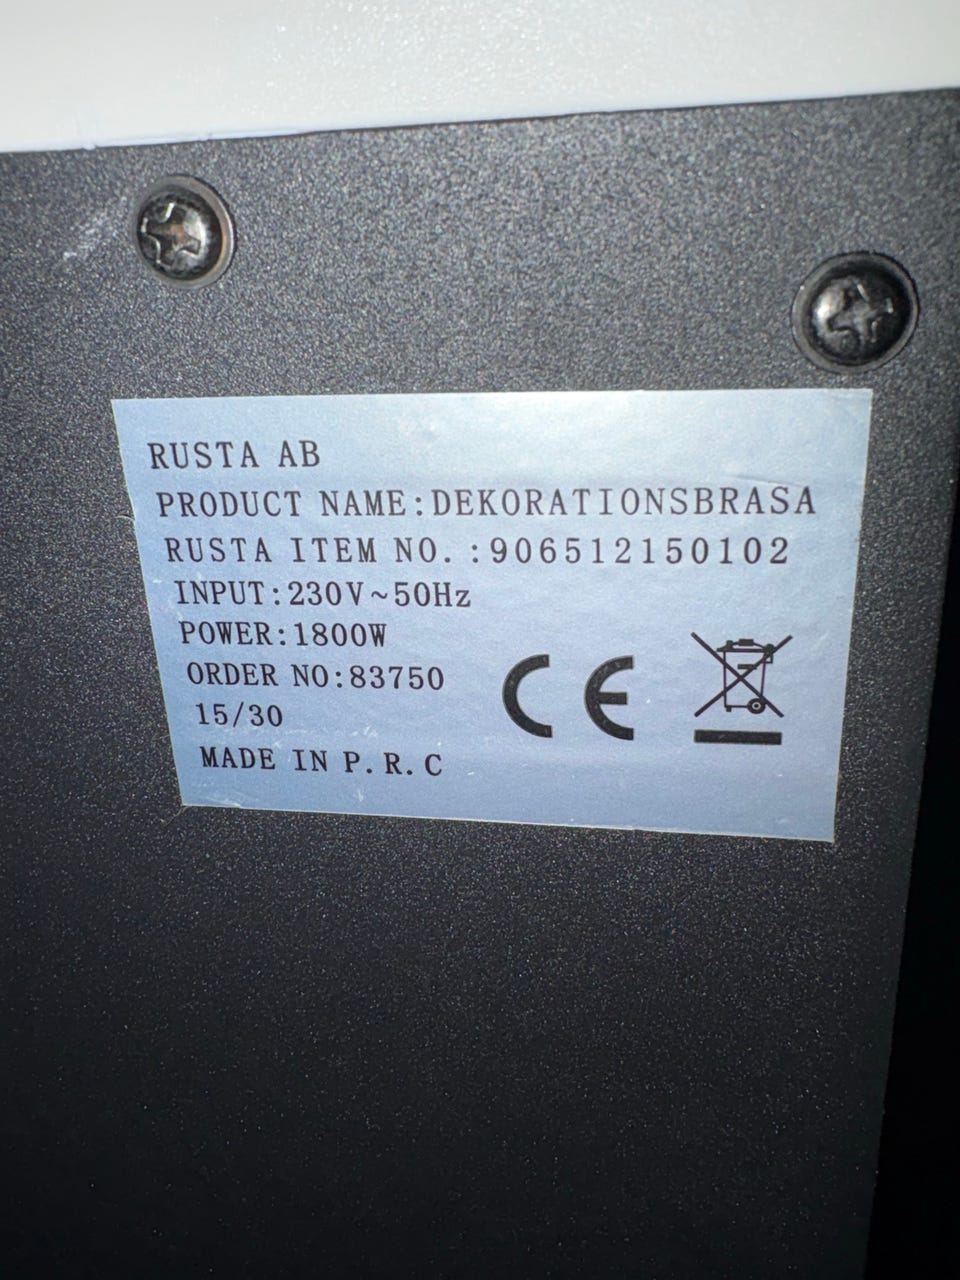 RUSTA AB
PRODUCT NAME:DEKORATIONSBRASA
RUSTA ITEM NO.:906512150102
INPUT:230V~50Hz
POWER:1800W
ORDER NO:83750
15/30
MADE IN P.R.C
CE